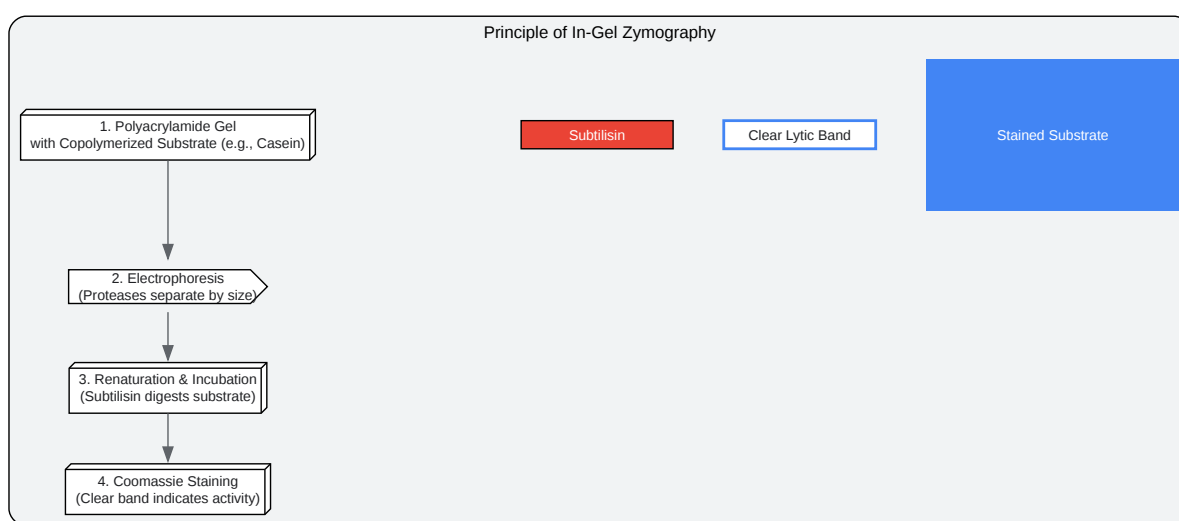 Principle of In-Gel Zymography
1. Polyacrylamide Gel
with Copolymerized Substrate (e.g., Casein)
Subtilisin
Clear Lytic Band
Stained Substrate
2. Electrophoresis
(Proteases separate by size)
3. Renaturation & Incubation
(Subtilisin digests substrate)
4. Coomassie Staining
(Clear band indicates activity)